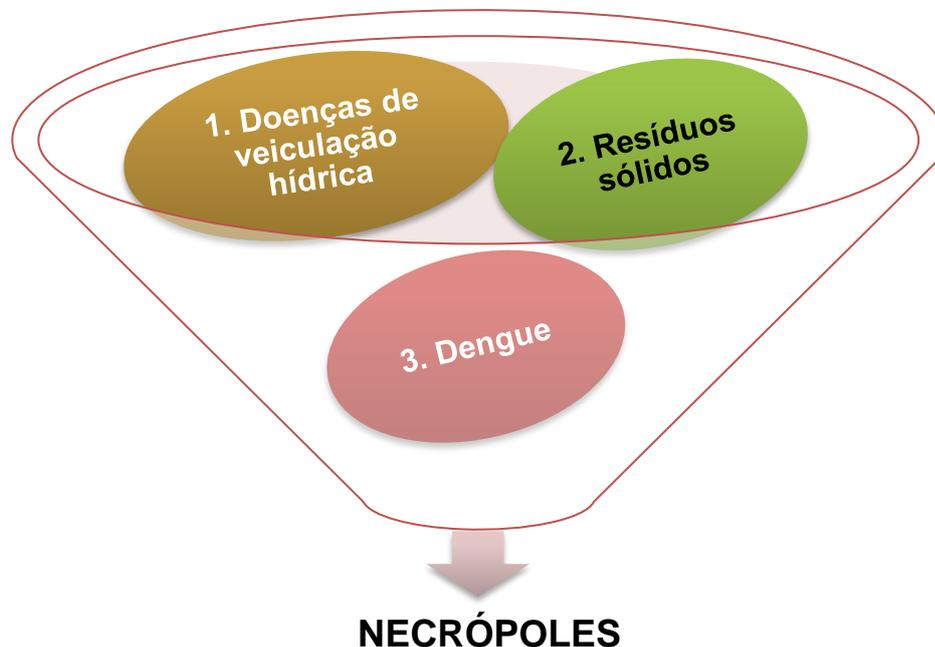 1. Doenças de
veiculação
hídrica
2. Resíduos
sólidos
3. Dengue
NECRÓPOLES